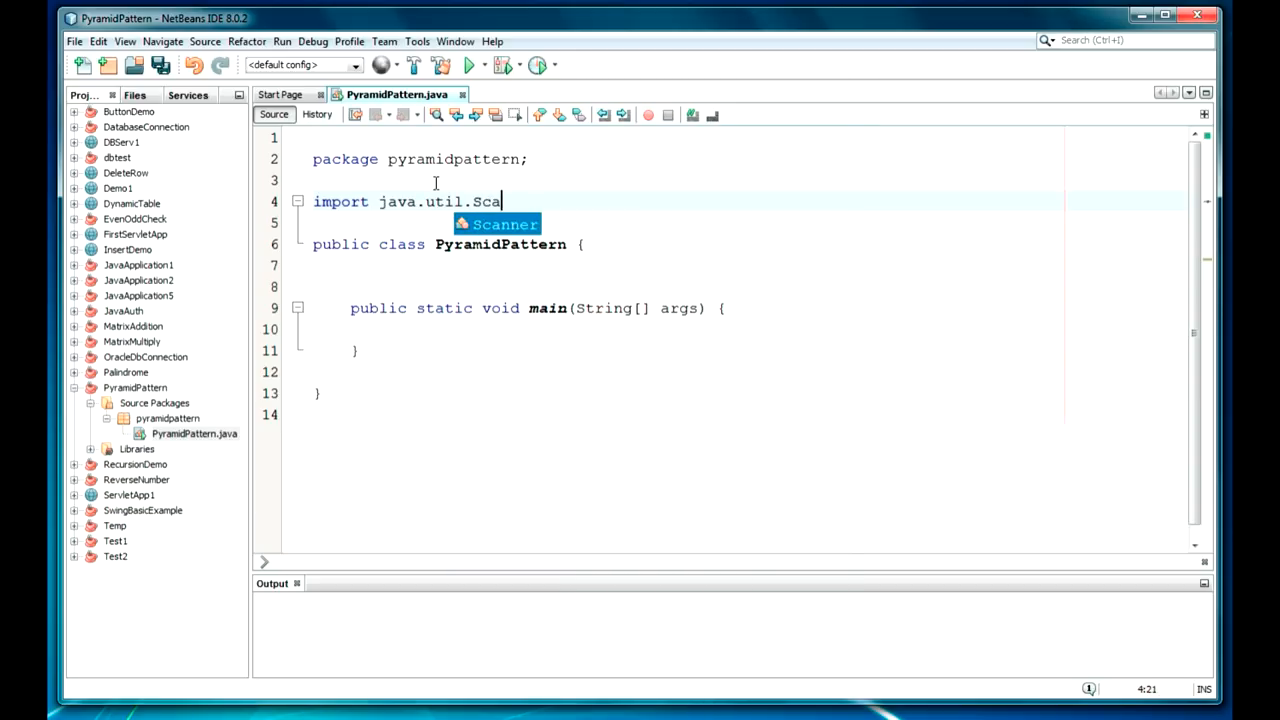 PyramidPattern - NetBeans IDE 8.0.2
File Edit View Navigate Source Refactor Run Debug Profile Team Tools Window Help
Search (Ctrl+I)
<default config>
Proj... Files Services
Start Page PyramidPattern.java
Source History
ButtonDemo
DatabaseConnection
DBServ1
dbtest
DeleteRow
Demo1
DynamicTable
EvenOddCheck
FirstServletApp
InsertDemo
JavaApplication1
JavaApplication2
JavaApplication5
JavaAuth
MatrixAddition
MatrixMultiply
OracleDbConnection
Palindrome
PyramidPattern
Source Packages
pyramidpattern
PyramidPattern.java
Libraries
RecursionDemo
ReverseNumber
ServletApp1
SwingBasicExample
Temp
Test1
Test2
1
2 package pyramidpattern;
3
4 import java.util.Sca
Scanner
5
6 public class PyramidPattern {
7
8
9 public static void main(String[] args) {
10
11 }
12
13 }
14
Output
1 4:21 INS